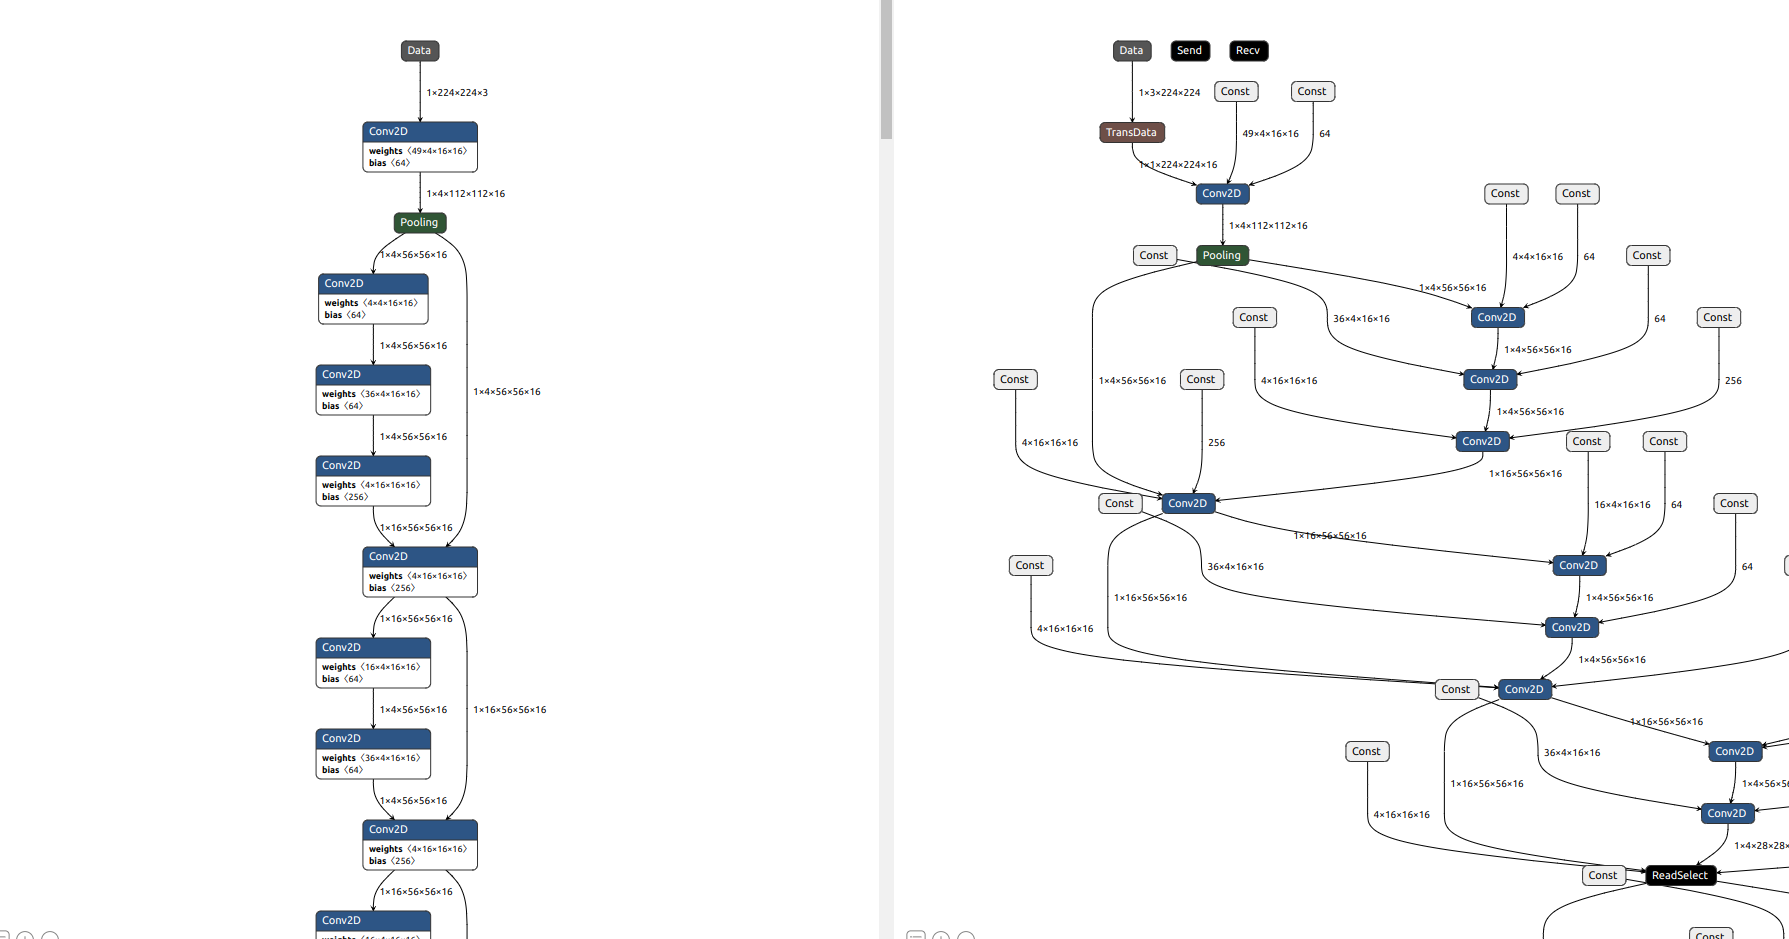 Data
1×224×224×3
Conv2D
weights 〈49×4×16×16〉
bias 〈64〉
1×4×112×112×16
Pooling
1×4×56×56×16
Conv2D
weights 〈4×4×16×16〉
bias 〈64〉
1×4×56×56×16
Conv2D
weights 〈36×4×16×16〉
bias 〈64〉
1×4×56×56×16
1×4×56×56×16
Conv2D
weights 〈4×16×16×16〉
bias 〈256〉
1×16×56×56×16
Conv2D
weights 〈4×16×16×16〉
bias 〈256〉
1×16×56×56×16
Conv2D
weights 〈16×4×16×16〉
bias 〈64〉
1×4×56×56×16
1×16×56×56×16
Conv2D
weights 〈36×4×16×16〉
bias 〈64〉
1×4×56×56×16
Conv2D
weights 〈4×16×16×16〉
bias 〈256〉
1×16×56×56×16
Conv2D
Data Send Recv
1×3×224×224 Const Const
TransData 49×4×16×16 64
1×1×224×224×16
Conv2D Const Const
1×4×112×112×16
Const Pooling 4×4×16×16 64 Const
1×4×56×56×16
Const 36×4×16×16 Conv2D 64 Const
1×4×56×56×16
Const 1×4×56×56×16 Const 4×16×16×16 Conv2D 256
1×4×56×56×16
4×16×16×16 256 Conv2D Const Const
1×16×56×56×16
Const Conv2D 16×4×16×16 64 Const
1×16×56×56×16
Const 36×4×16×16 Conv2D 64
1×16×56×56×16 1×4×56×56×16
4×16×16×16 Conv2D
1×4×56×56×16
Const Conv2D
1×16×56×56×16
Const 36×4×16×16 Conv2D
1×16×56×56×16 1×4×56×56
4×16×16×16 Conv2D
1×4×28×28×
Const ReadSelect
Const